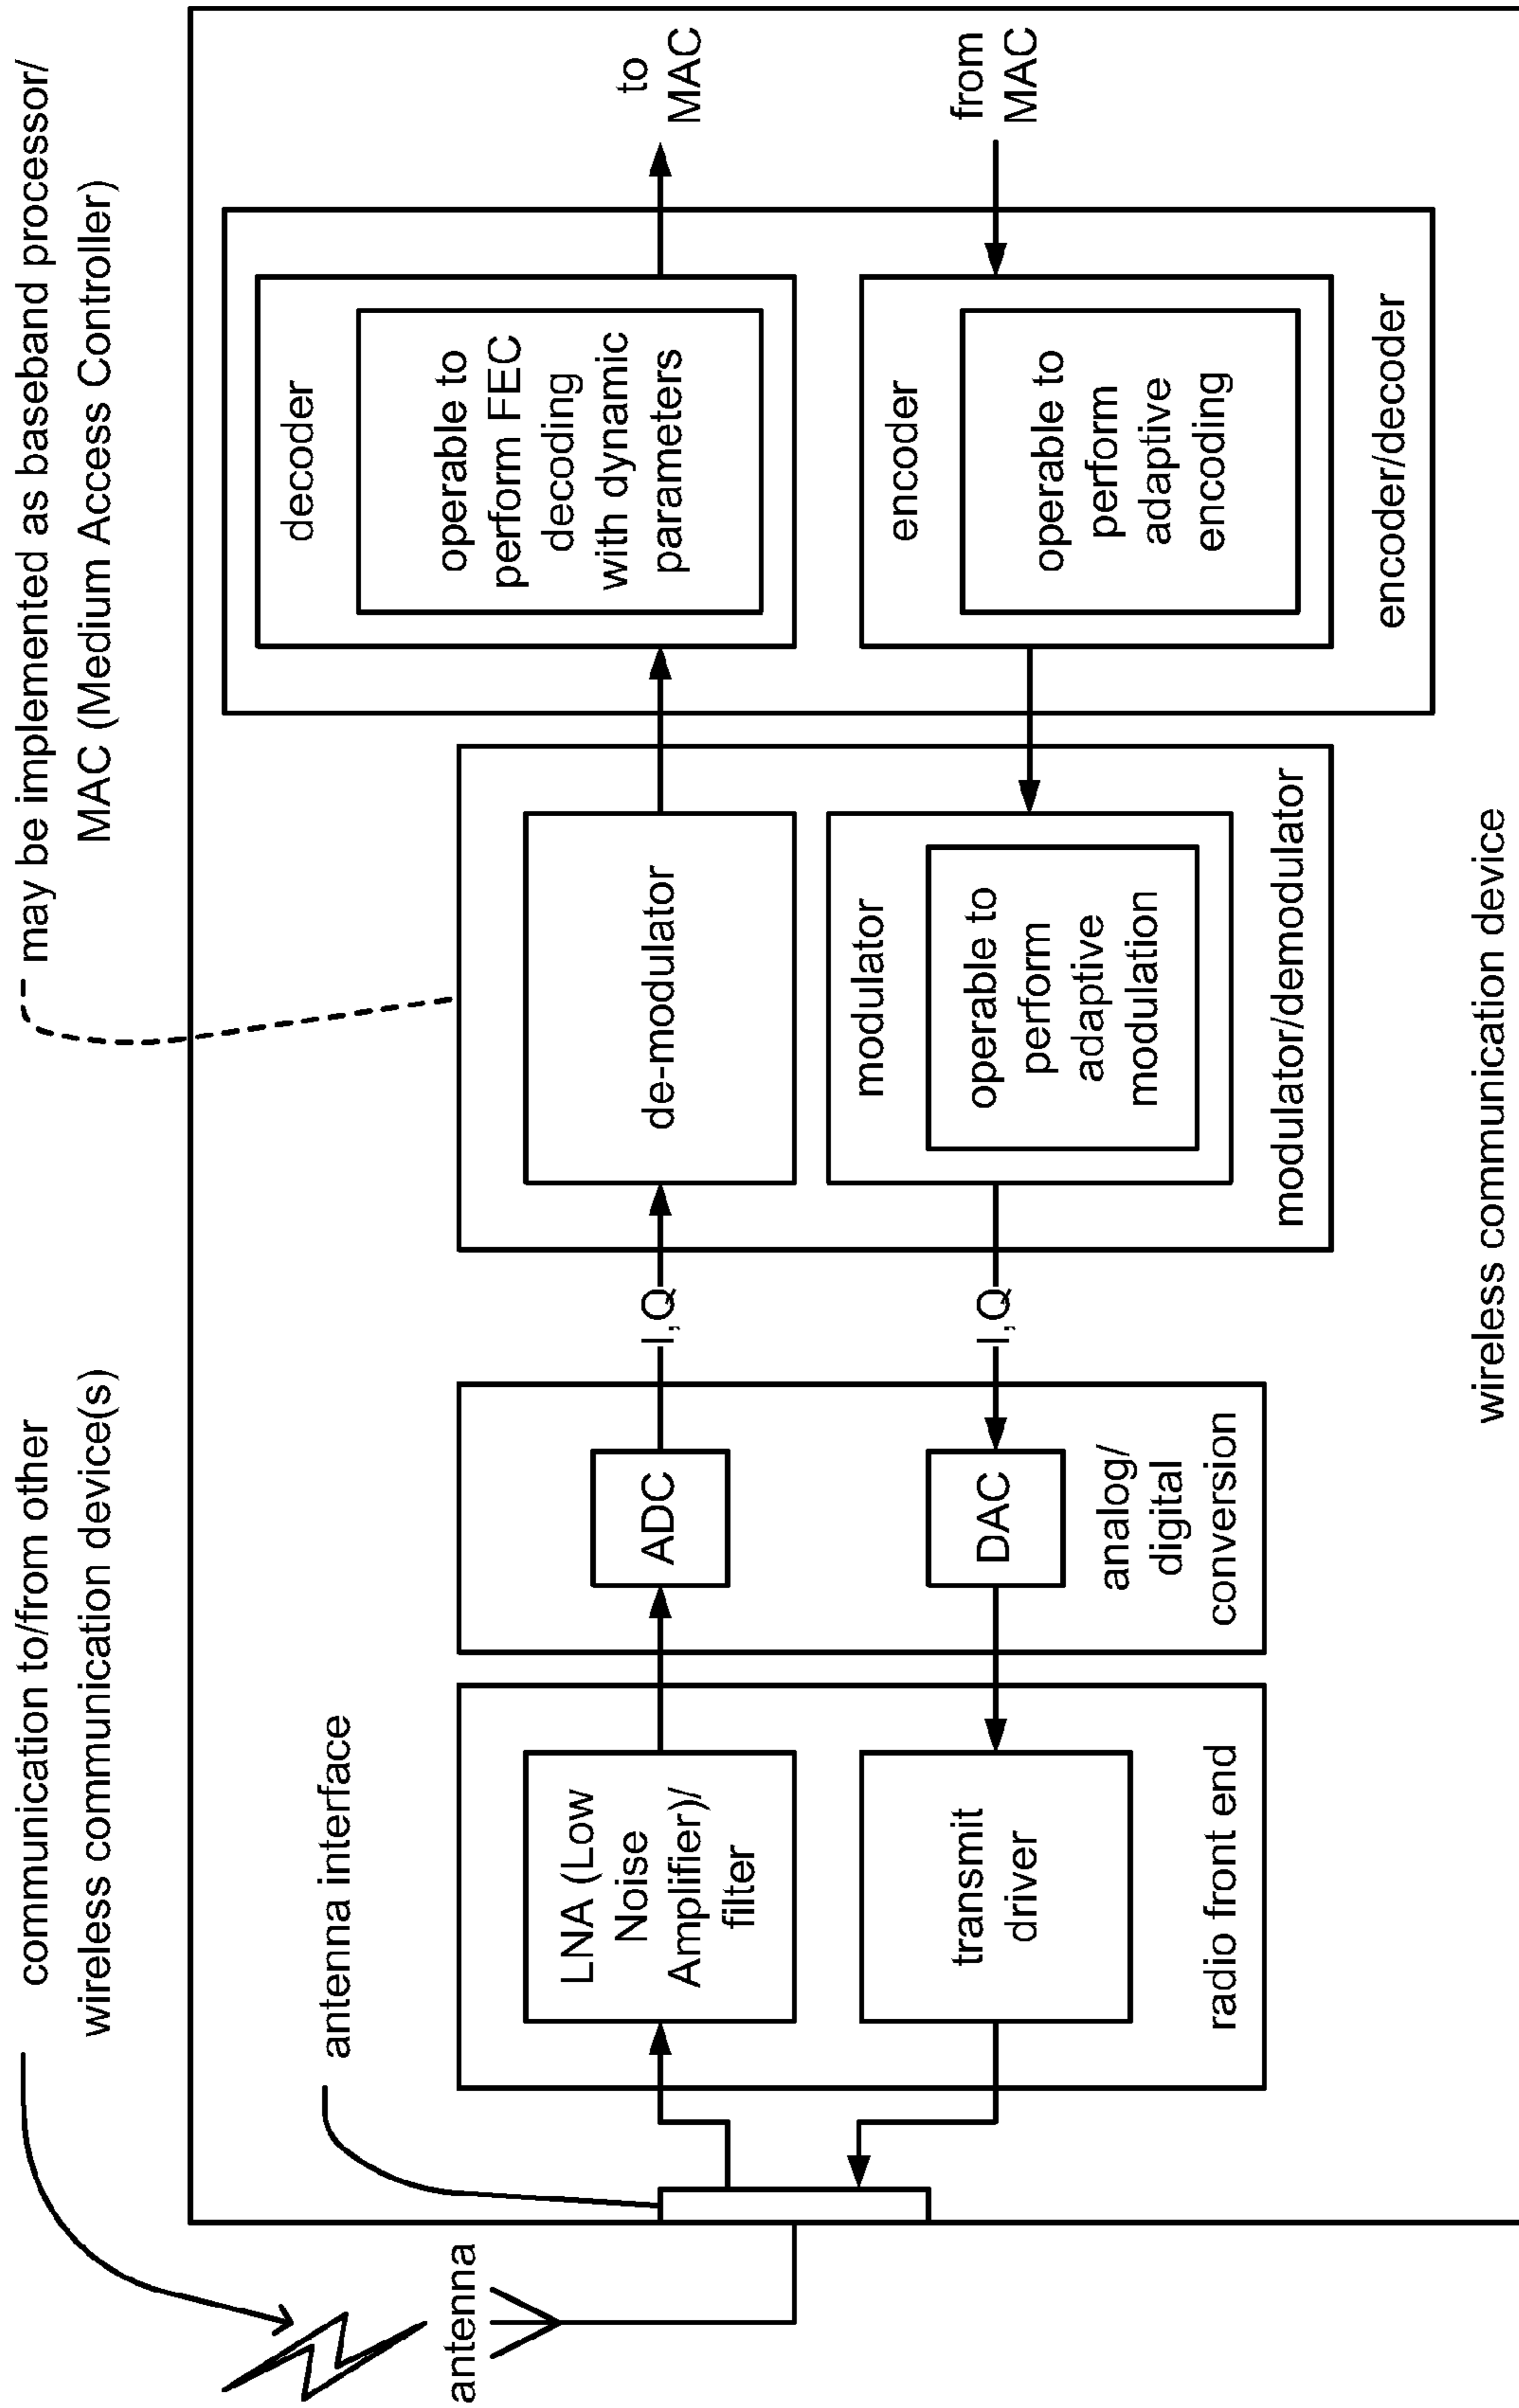 communication to/from other
wireless communication device(s)
may be implemented as baseband processor/
MAC (Medium Access Controller)
antenna
antenna interface
LNA (Low
Noise
Amplifier)/
filter
transmit
driver
radio front end
ADC
DAC
analog/
digital
conversion
I,Q
I,Q
de-modulator
modulator
operable to
perform
adaptive
modulation
modulator/demodulator
decoder
operable to
perform FEC
decoding
with dynamic
parameters
encoder
operable to
perform
adaptive
encoding
encoder/decoder
to
MAC
from
MAC
wireless communication device